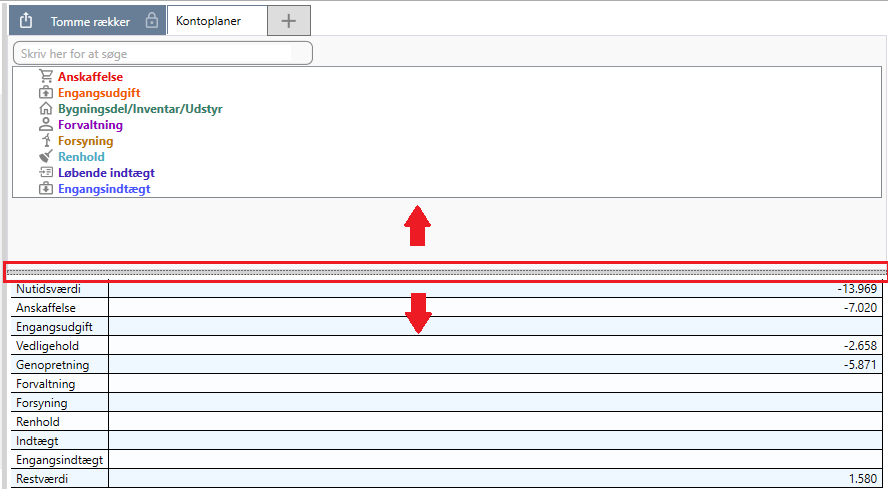 Tomme rækker Kontoplaner
Skriv her for at søge
Anskaffelse
Engangsudgift
Bygningsdel/Inventar/Udstyr
Forvaltning
Forsyning
Renhold
Løbende indtægt
Engangsindtægt
Nutidsværdi -13.969
Anskaffelse -7.020
Engangsudgift
Vedligehold -2.658
Genopretning -5.871
Forvaltning
Forsyning
Renhold
Indtægt
Engangsindtægt
Restværdi 1.580